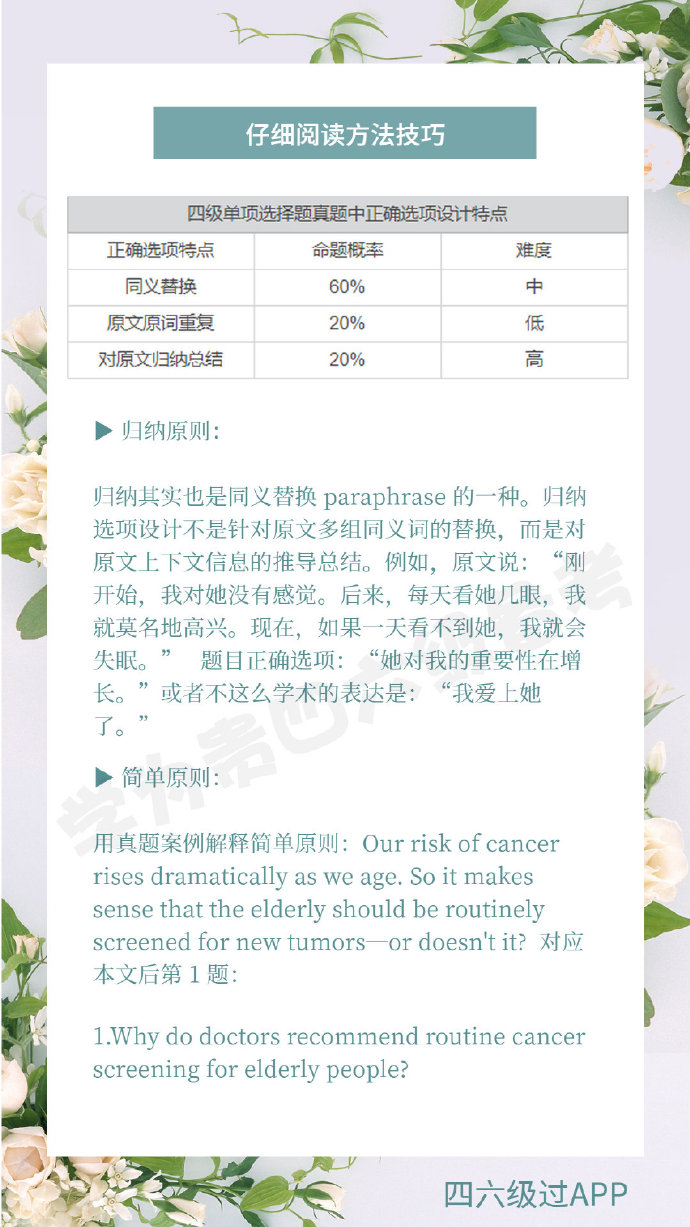 仔细阅读方法技巧
四级单项选择题真题中正确选项设计特点
正确选项特点 命题概率 难度
同义替换 60% 中
原文原词重复 20% 低
对原文归纳总结 20% 高
▶ 归纳原则：
归纳其实也是同义替换 paraphrase 的一种。归纳
选项设计不是针对原文多组同义词的替换，而是对
原文上下文信息的推导总结。例如，原文说：“刚
开始，我对她没有感觉。后来，每天看她几眼，我
就莫名地高兴。现在，如果一天看不到她，我就会
失眠。” 题目正确选项：“她对我的重要性在增
长。”或者不这么学术的表达是：“我爱上她
了。”
▶ 简单原则：
用真题案例解释简单原则：Our risk of cancer
rises dramatically as we age. So it makes
sense that the elderly should be routinely
screened for new tumors—or doesn't it? 对应
本文后第 1 题：
1.Why do doctors recommend routine cancer
screening for elderly people?
学为贵四六级备考
四六级过APP